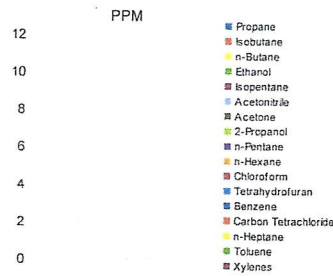 PPM
12
10
8
6
4
2
0
Propane
Isobutane
n-Butane
Ethanol
Isopentane
Acetonitrile
Acetone
2-Propanol
n-Pentane
n-Hexane
Chloroform
Tetrahydrofuran
Benzene
Carbon Tetrachloride
n-Heptane
Toluene
Xylenes